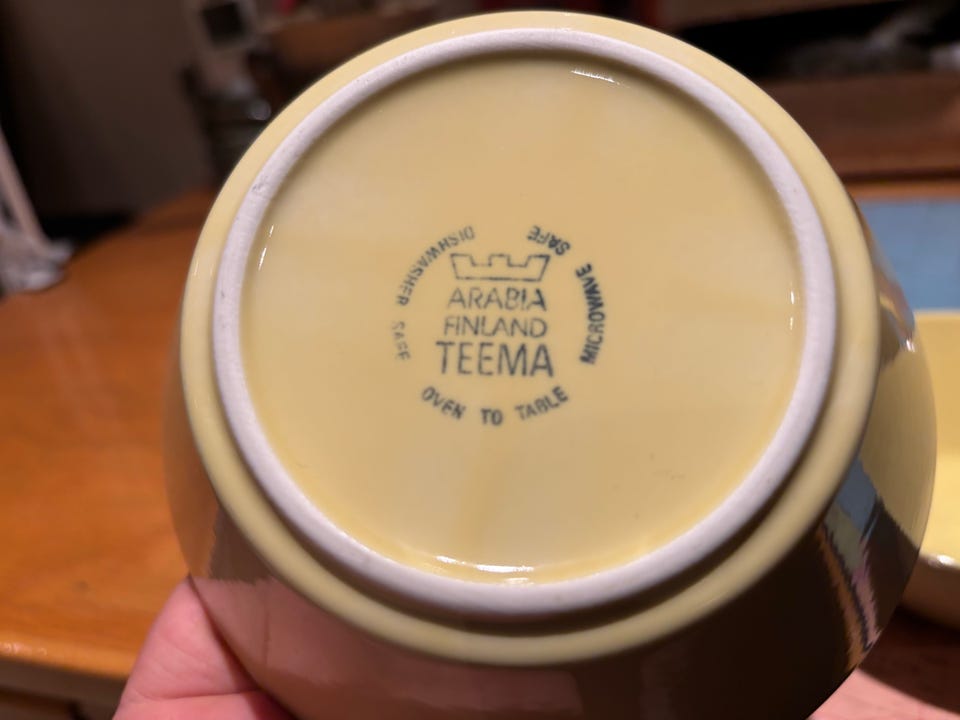 ARABIA
FINLAND
TEEMA
DISHWASHER SAFE
OVEN TO TABLE
MICROWAVE SAFE